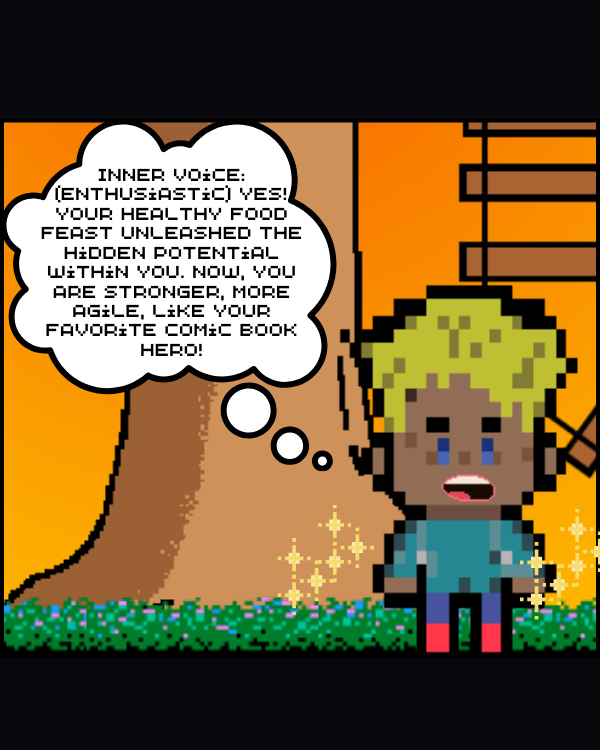 INNER VOiCE:
(ENTHUSiASTiC) YES!
YOUR HEALTHY FOOD
FEAST UNLEASHED THE
HiDDEN POTENTiAL
WiTHiN YOU. NOW, YOU
ARE STRONGER, MORE
AGiLE, LiKE YOUR
FAVORiTE COMiC BOOK
HERO!